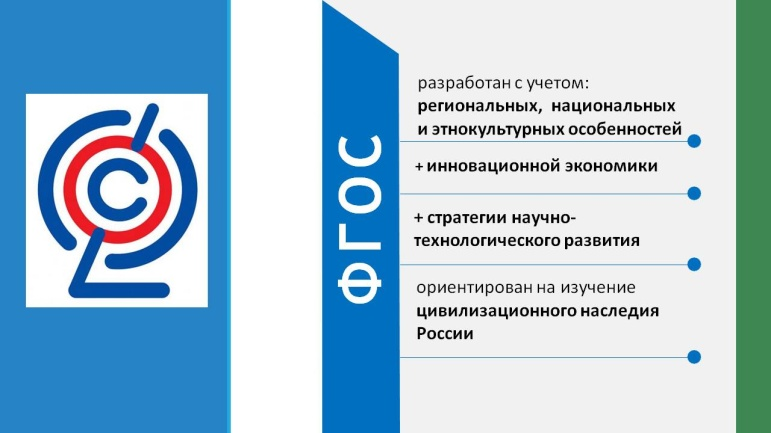 ФГОС
разработан с учетом:
региональных, национальных
и этнокультурных особенностей
+ инновационной экономики
+ стратегии научно-
технологического развития
ориентирован на изучение
цивилизационного наследия
России